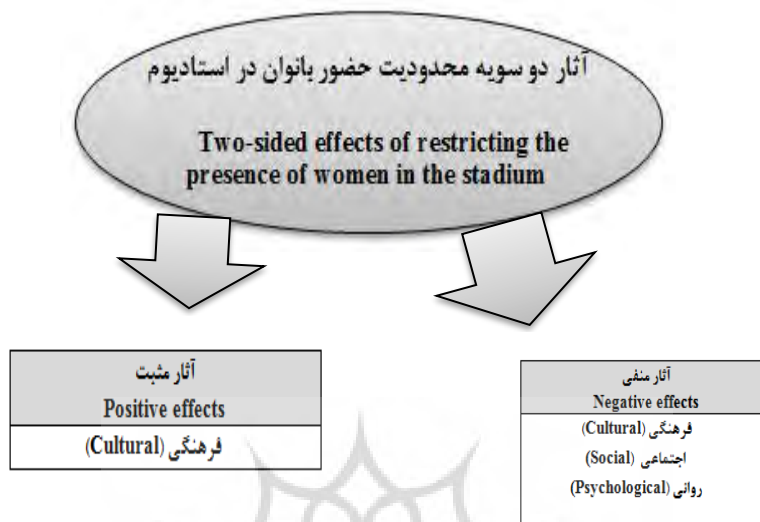 آثار دو سویه محدودیت حضور بانوان در استادیوم
Two-sided effects of restricting the
presence of women in the stadium
آثار مثبت
Positive effects
فرهنگی (Cultural)
آثار منفی
Negative effects
فرهنگی (Cultural)
اجتماعی (Social)
روانی (Psychological)